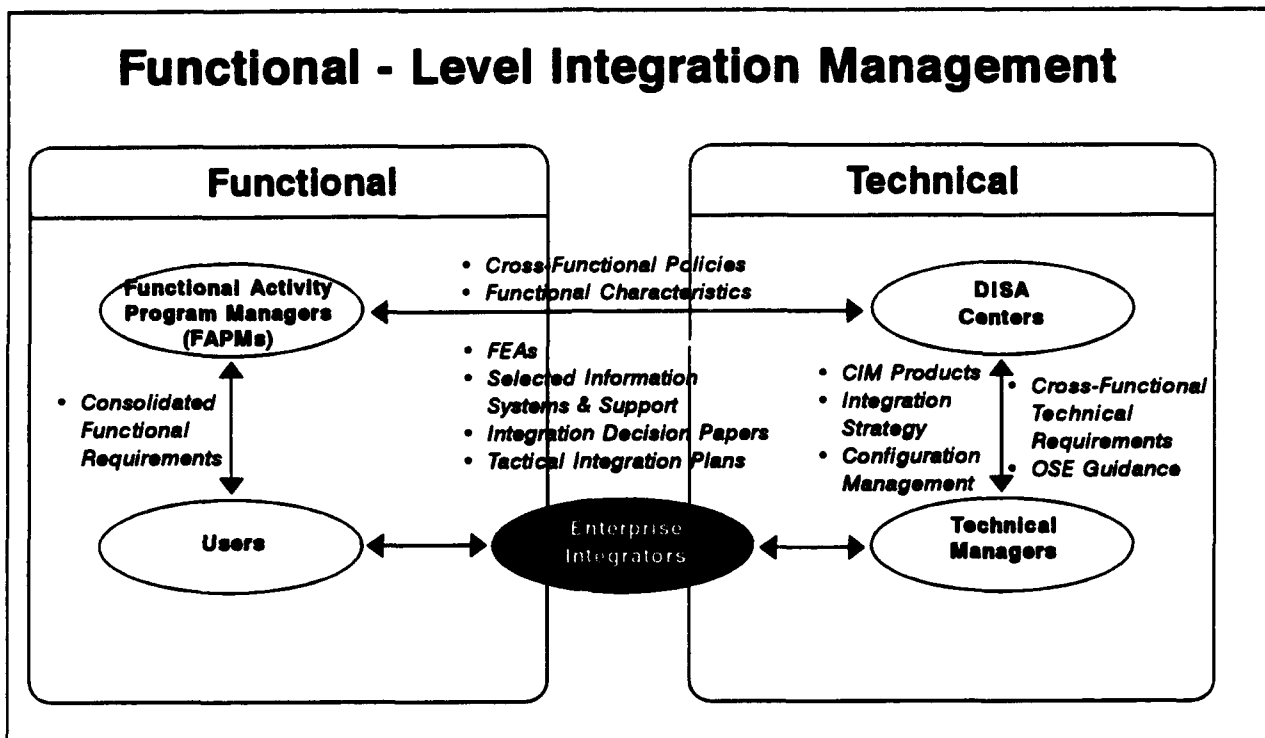 Functional - Level Integration Management
Functional
Technical
Functional Activity
Program Managers
(FAPMs)
• Cross-Functional Policies
• Functional Characteristics
DISA
Centers
• Consolidated
Functional
Requirements
• FEAs
• Selected Information
Systems & Support
• Integration Decision Papers
• Tactical Integration Plans
• CIM Products
• Integration
Strategy
• Configuration
Management
• Cross-Functional
Technical
Requirements
• OSE Guidance
Users
Enterprise
Integrators
Technical
Managers